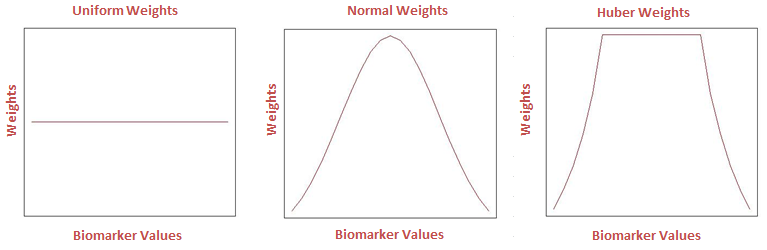 Uniform Weights
Weights
Biomarker Values
Normal Weights
Weights
Biomarker Values
Huber Weights
Weights
Biomarker Values